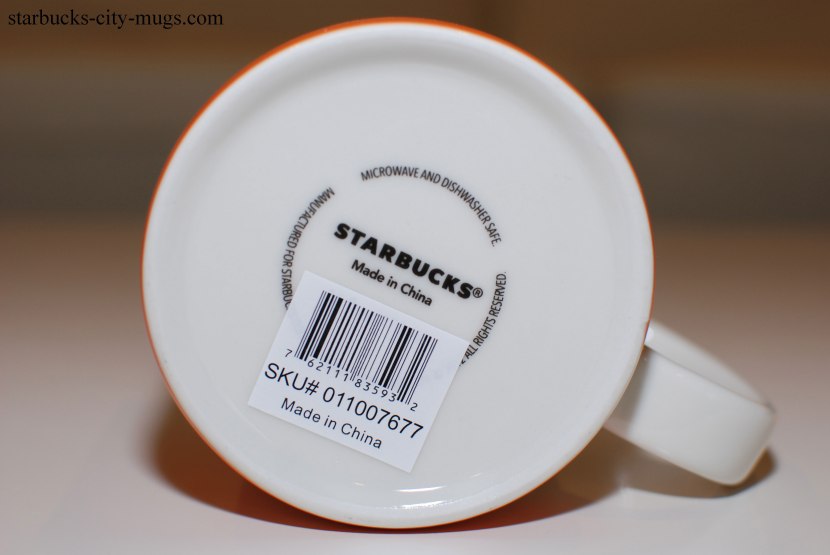 starbucks-city-mugs.com
MICROWAVE AND DISHWASHER SAFE.
MANUFACTURED FOR
STARBUCKS®
Made in China
ALL RIGHTS RESERVED.
7 62111 83593 2
SKU# 011007677
Made in China